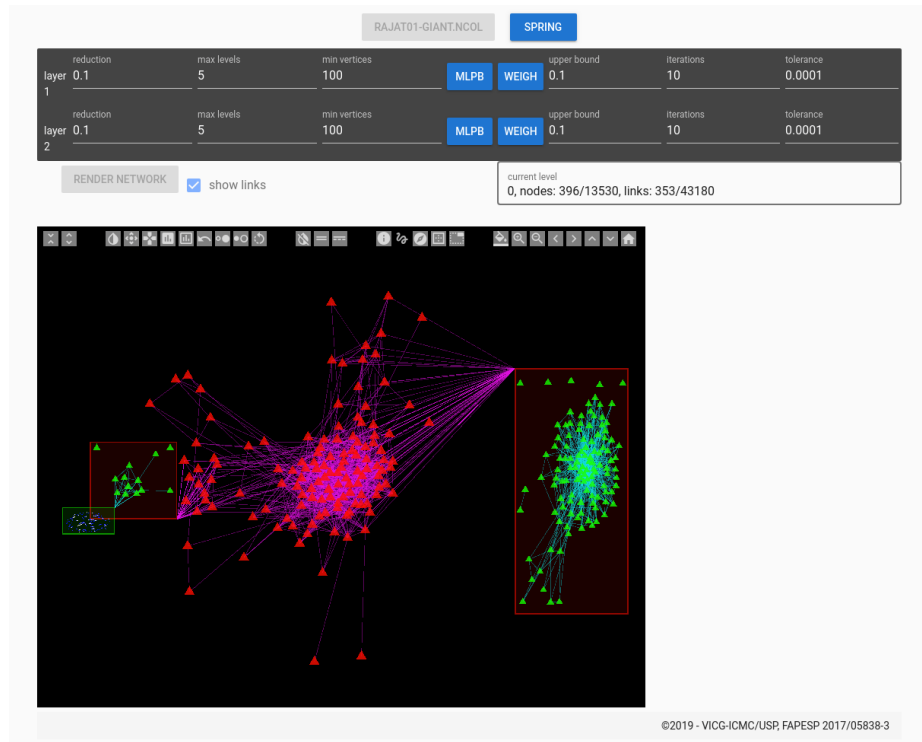 RAJAT01-GIANT.NCOL SPRING
reduction max levels min vertices upper bound iterations tolerance
layer 1 0.1 5 100 MLPB WEIGH 0.1 10 0.0001
reduction max levels min vertices upper bound iterations tolerance
layer 2 0.1 5 100 MLPB WEIGH 0.1 10 0.0001
RENDER NETWORK show links
current level
0, nodes: 396/13530, links: 353/43180
©2019 - VICG-ICMC/USP, FAPESP 2017/05838-3